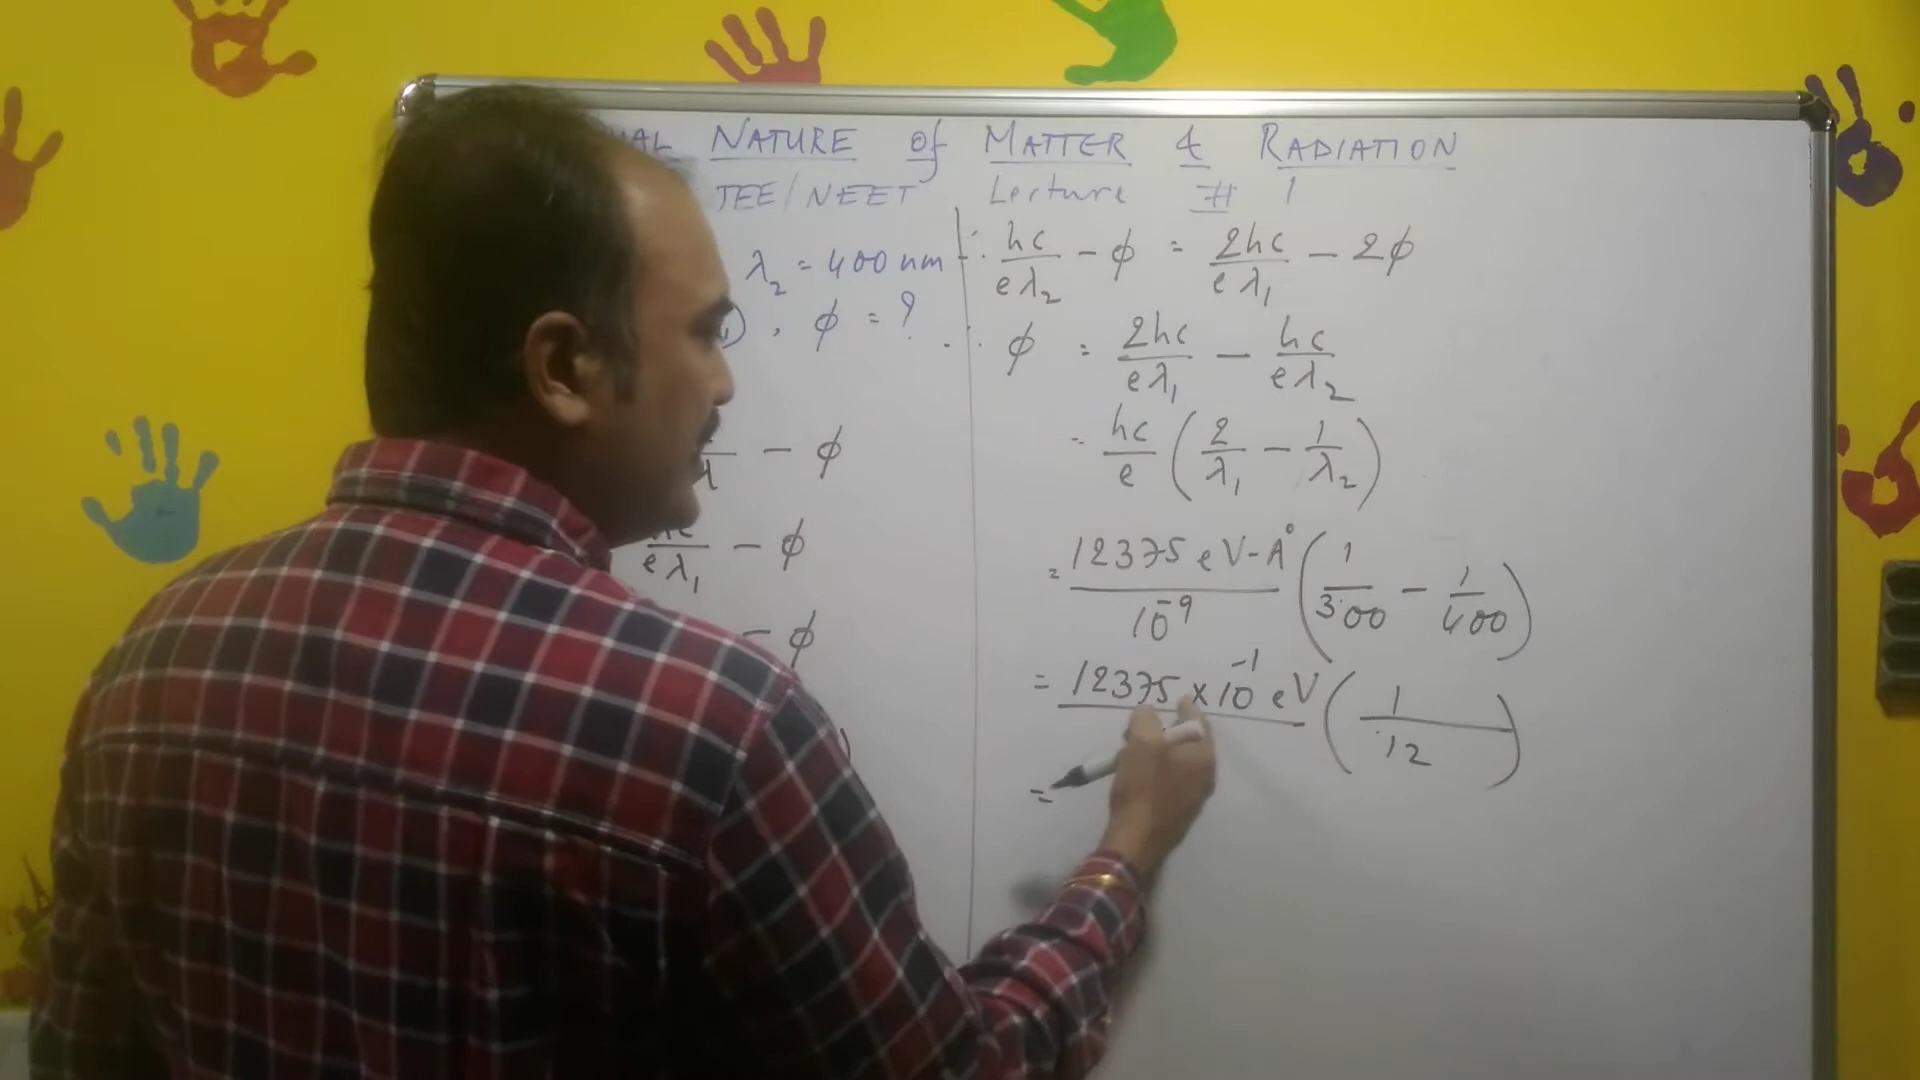 NATURE of MATTER & RADIATION
JEE/NEET Lecture # 1
λ₂ = 400 nm
, ϕ = ?
− ϕ
eλ₁ − ϕ
− ϕ
∴ hc/eλ₂ − ϕ = 2hc/eλ₁ − 2ϕ
∴ ϕ = 2hc/eλ₁ − hc/eλ₂
= hc/e (2/λ₁ − 1/λ₂)
= 12375 eV-A°/10⁻⁹ (1/300 − 1/400)
= 12375 × 10⁻¹ eV (1/12)
=